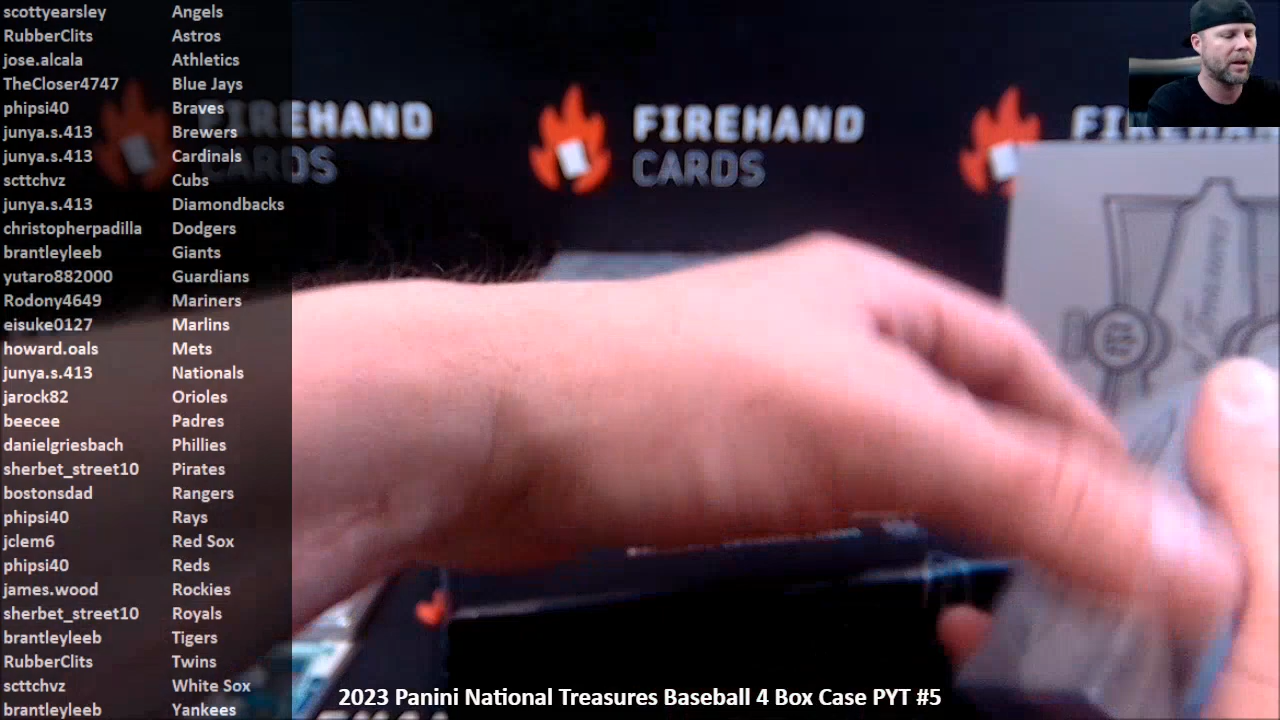 scottyearsley Angels
RubberClits Astros
jose.alcala Athletics
TheCloser4747 Blue Jays
phipsi40 Braves
junya.s.413 Brewers
junya.s.413 Cardinals
scttchvz Cubs
junya.s.413 Diamondbacks
christopherpadilla Dodgers
brantleyleeb Giants
yutaro882000 Guardians
Rodony4649 Mariners
eisuke0127 Marlins
howard.oals Mets
junya.s.413 Nationals
jarock82 Orioles
beecee Padres
danielgriesbach Phillies
sherbet_street10 Pirates
bostonsdad Rangers
phipsi40 Rays
jclem6 Red Sox
phipsi40 Reds
james.wood Rockies
sherbet_street10 Royals
brantleyleeb Tigers
RubberClits Twins
scttchvz White Sox
brantleyleeb Yankees
FIREHAND
CARDS
FIREHAND
CARDS
2023 Panini National Treasures Baseball 4 Box Case PYT #5